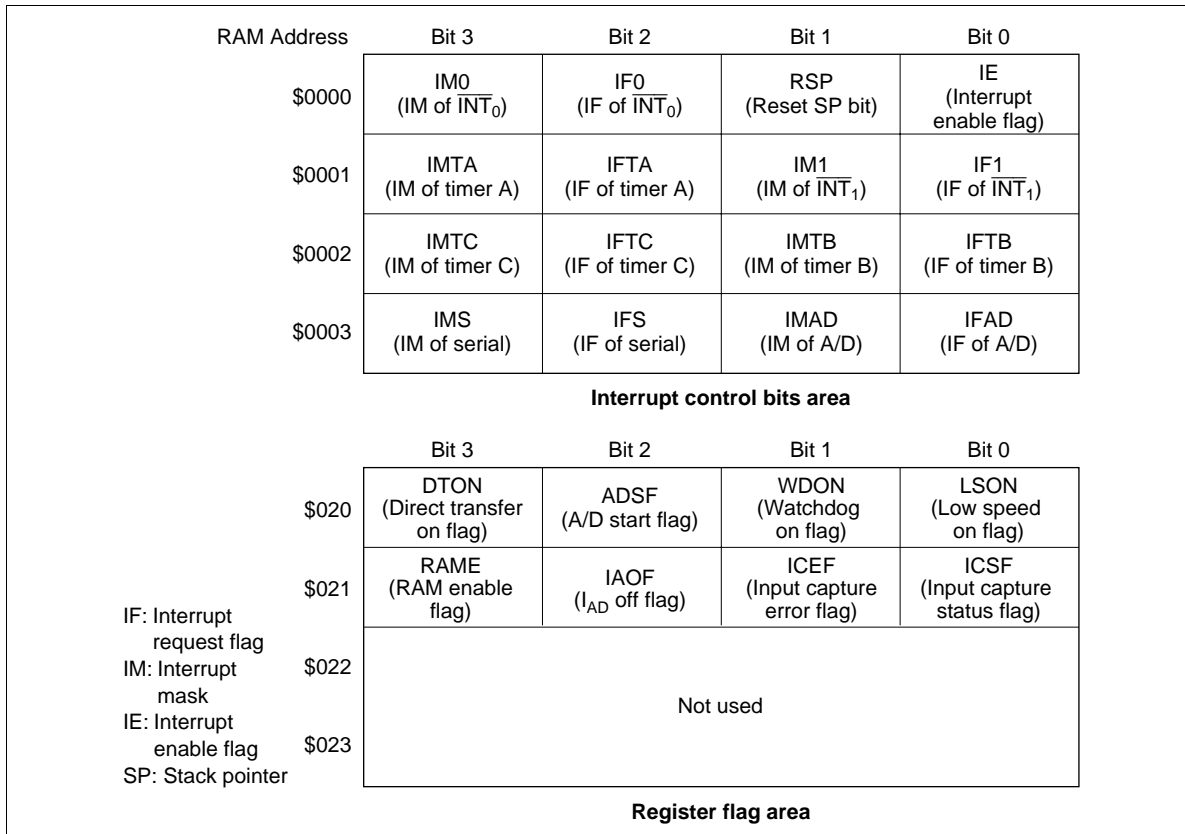 RAM Address Bit 3 Bit 2 Bit 1 Bit 0
$0000
IM0
(IM of INT₀)
IF0
(IF of INT₀)
RSP
(Reset SP bit)
IE
(Interrupt
enable flag)
$0001
IMTA
(IM of timer A)
IFTA
(IF of timer A)
IM1
(IM of INT₁)
IF1
(IF of INT₁)
$0002
IMTC
(IM of timer C)
IFTC
(IF of timer C)
IMTB
(IM of timer B)
IFTB
(IF of timer B)
$0003
IMS
(IM of serial)
IFS
(IF of serial)
IMAD
(IM of A/D)
IFAD
(IF of A/D)
Interrupt control bits area
Bit 3 Bit 2 Bit 1 Bit 0
$020
DTON
(Direct transfer
on flag)
ADSF
(A/D start flag)
WDON
(Watchdog
on flag)
LSON
(Low speed
on flag)
$021
RAME
(RAM enable
flag)
IAOF
(I_AD off flag)
ICEF
(Input capture
error flag)
ICSF
(Input capture
status flag)
$022
$023
Not used
IF: Interrupt
request flag
IM: Interrupt
mask
IE: Interrupt
enable flag
SP: Stack pointer
Register flag area